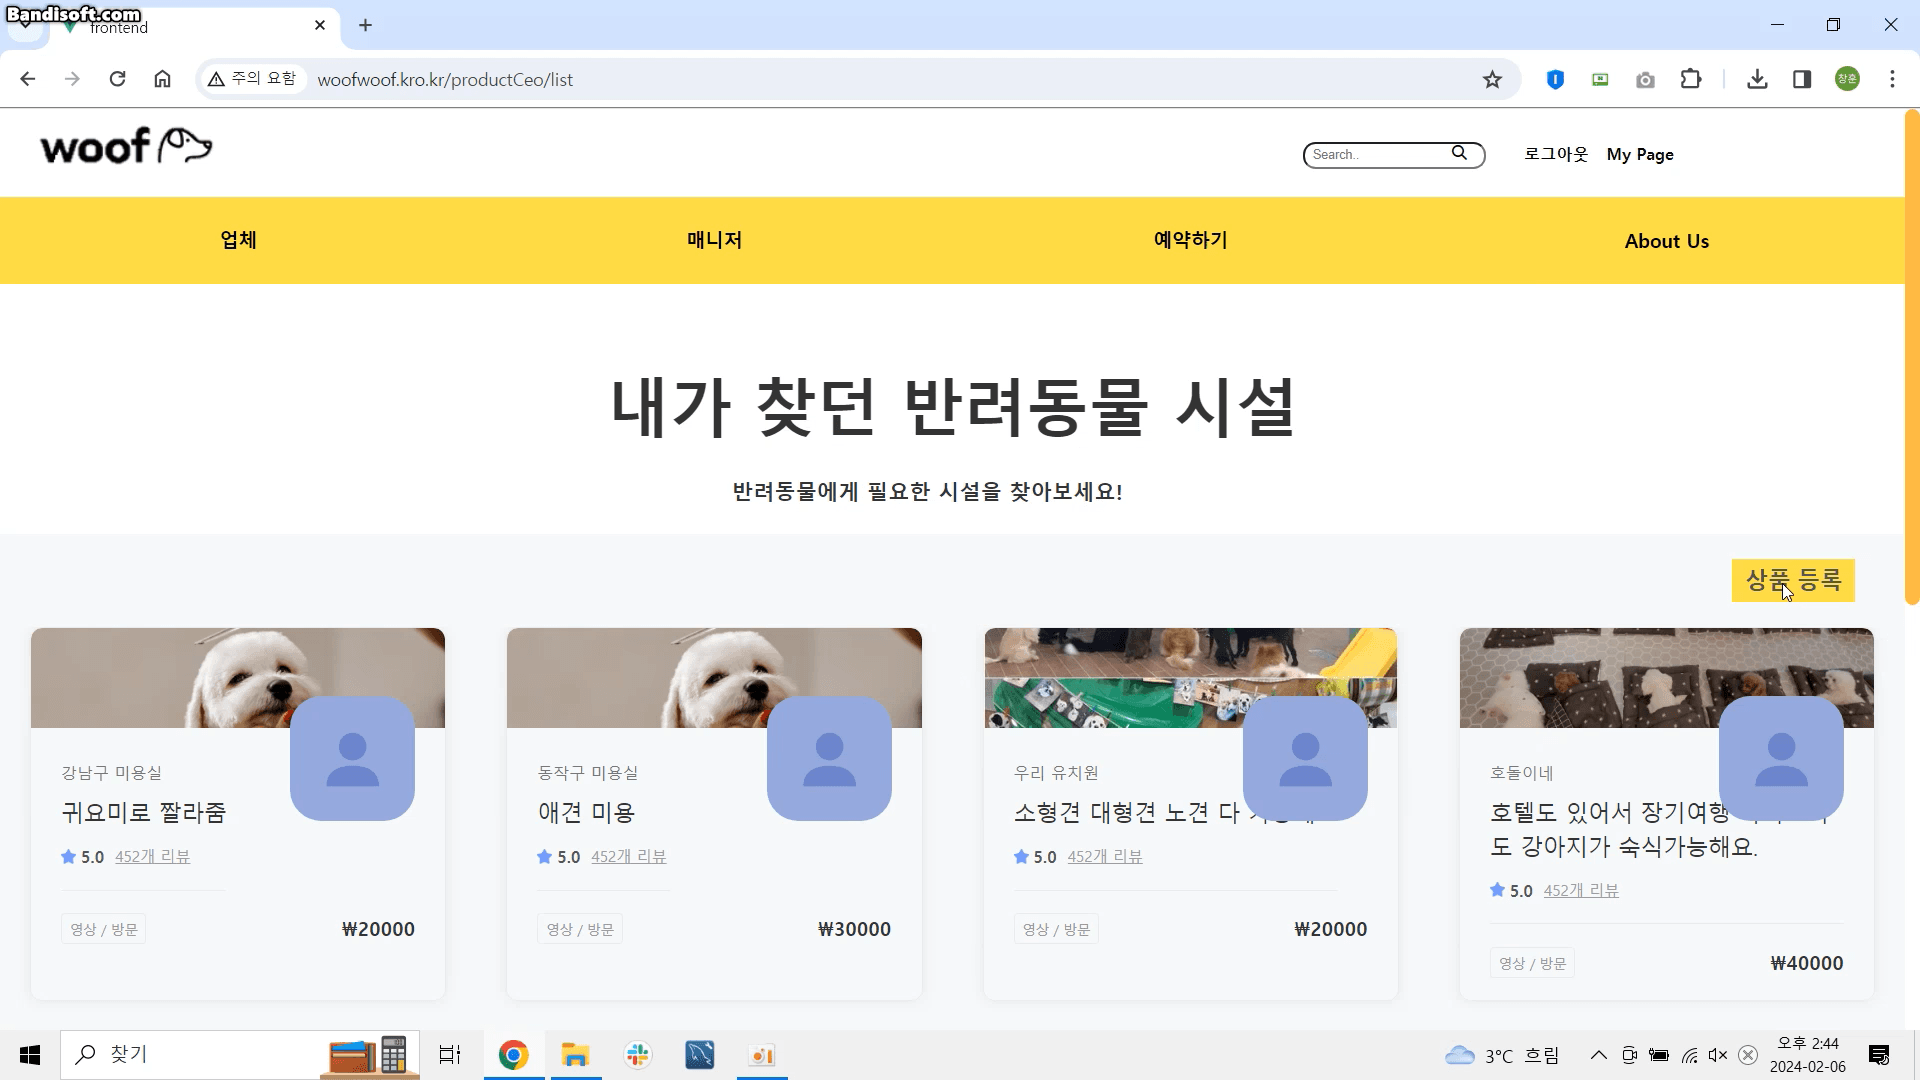 Bandisoft.com
frontend
주의 요함
woofwoof.kro.kr/productCeo/list
창훈
woof
Search..
로그아웃
My Page
업체
매니저
예약하기
About Us
내가 찾던 반려동물 시설
반려동물에게 필요한 시설을 찾아보세요!
상품 등록
강남구 미용실
귀요미로 짤라줌
5.0 452개 리뷰
영상 / 방문
₩20000
동작구 미용실
애견 미용
5.0 452개 리뷰
영상 / 방문
₩30000
우리 유치원
소형견 대형견 노견 다
5.0 452개 리뷰
영상 / 방문
₩20000
호돌이네
호텔도 있어서 장기여행
도 강아지가 숙식가능해요.
5.0 452개 리뷰
영상 / 방문
₩40000
찾기
3°C 흐림
오후 2:44
2024-02-06